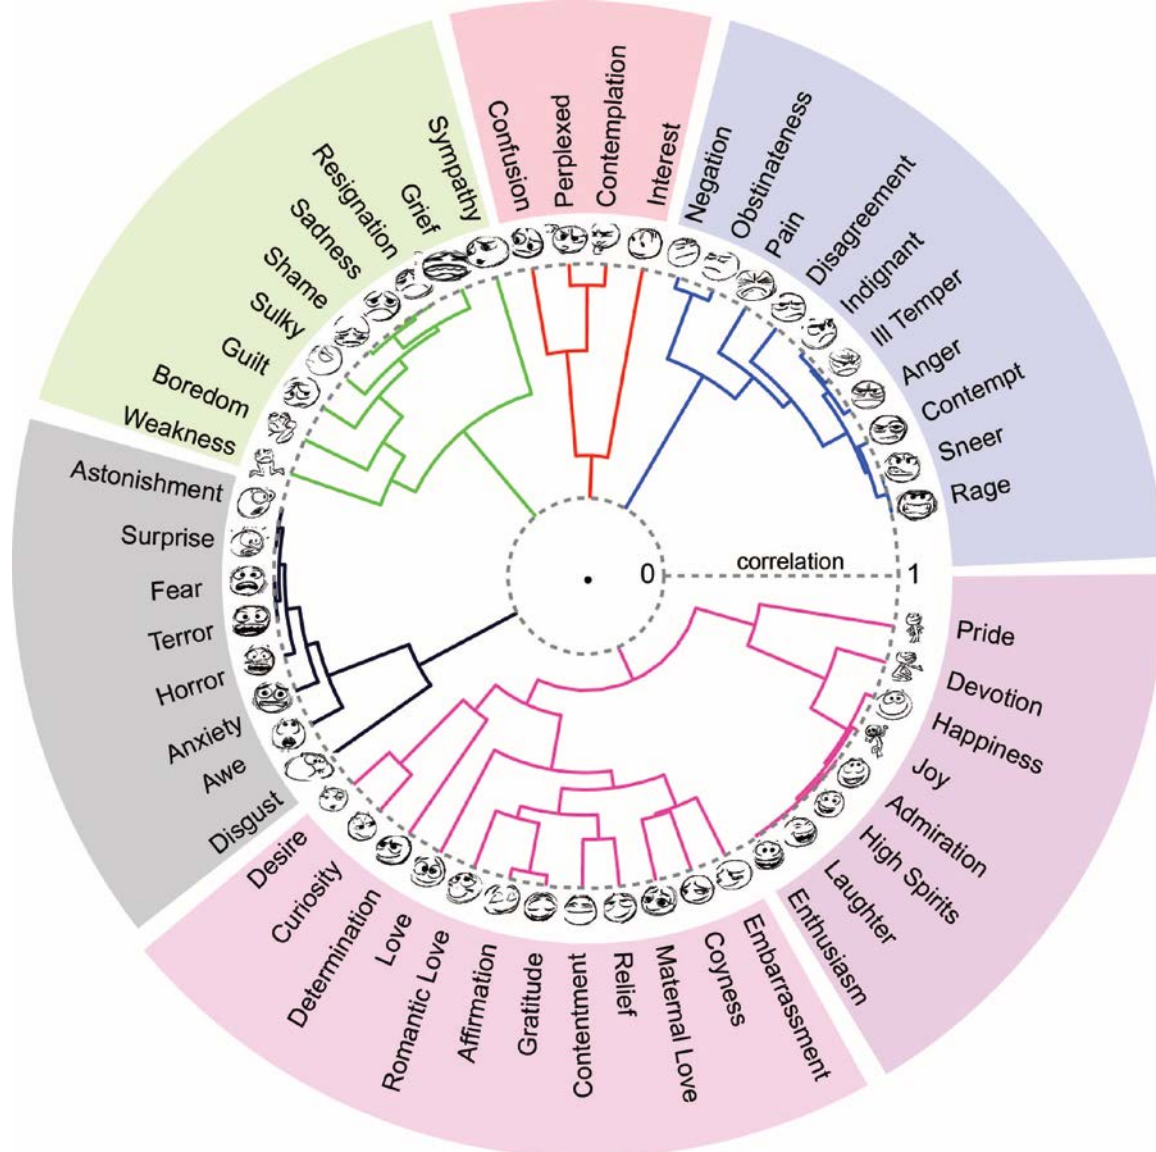 Confusion
Perplexed
Contemplation
Interest
Negation
Obstinateness
Pain
Disagreement
Indignant
Ill Temper
Anger
Contempt
Sneer
Rage
Pride
Devotion
Happiness
Joy
Admiration
High Spirits
Laughter
Enthusiasm
Embarrassment
Coyness
Maternal Love
Relief
Contentment
Gratitude
Affirmation
Romantic Love
Love
Determination
Curiosity
Desire
Disgust
Awe
Anxiety
Horror
Terror
Fear
Surprise
Astonishment
Weakness
Boredom
Guilt
Sulky
Shame
Sadness
Resignation
Grief
Sympathy
0
correlation
1